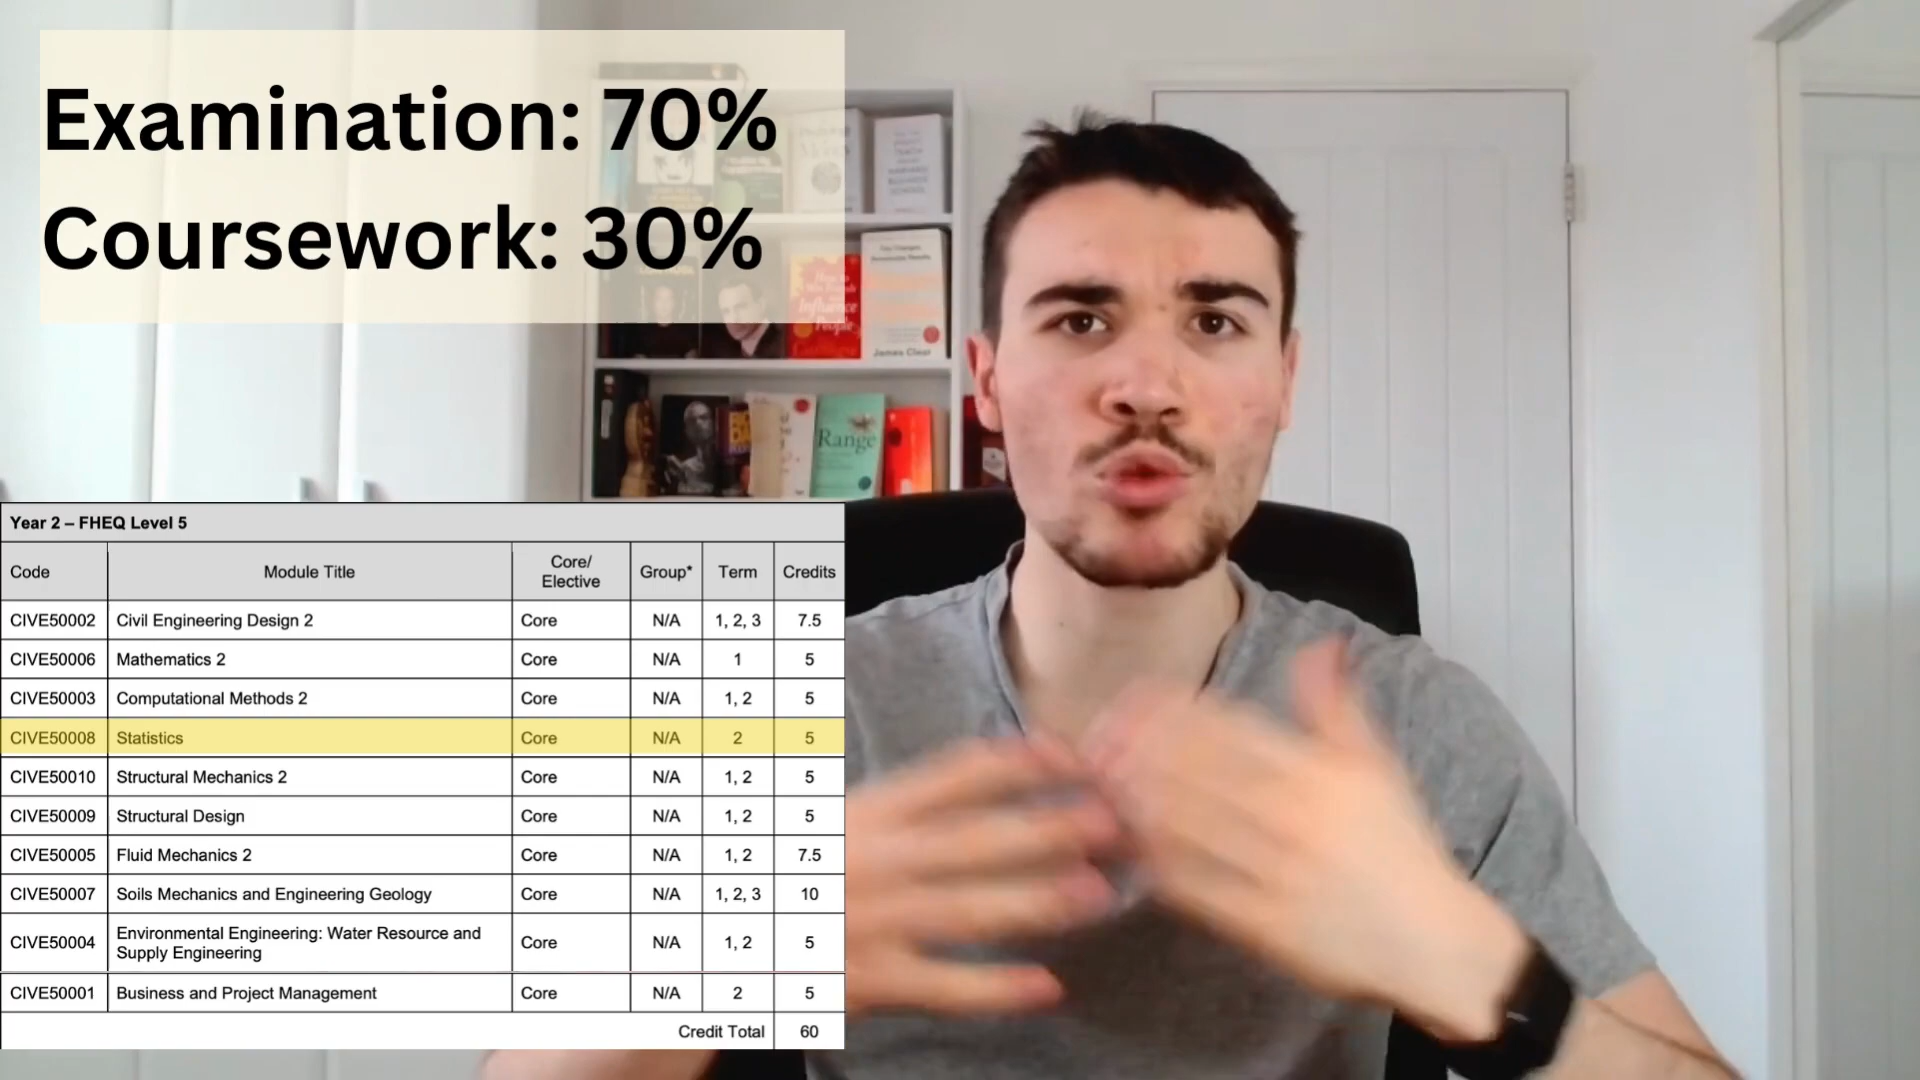 Examination: 70%
Coursework: 30%
How to
Influence
People
James Clear
Range
Year 2 – FHEQ Level 5
Code Module Title Core/ Elective Group* Term Credits
CIVE50002 Civil Engineering Design 2 Core N/A 1, 2, 3 7.5
CIVE50006 Mathematics 2 Core N/A 1 5
CIVE50003 Computational Methods 2 Core N/A 1, 2 5
CIVE50008 Statistics Core N/A 2 5
CIVE50010 Structural Mechanics 2 Core N/A 1, 2 5
CIVE50009 Structural Design Core N/A 1, 2 5
CIVE50005 Fluid Mechanics 2 Core N/A 1, 2 7.5
CIVE50007 Soils Mechanics and Engineering Geology Core N/A 1, 2, 3 10
CIVE50004 Environmental Engineering: Water Resource and Supply Engineering Core N/A 1, 2 5
CIVE50001 Business and Project Management Core N/A 2 5
Credit Total 60